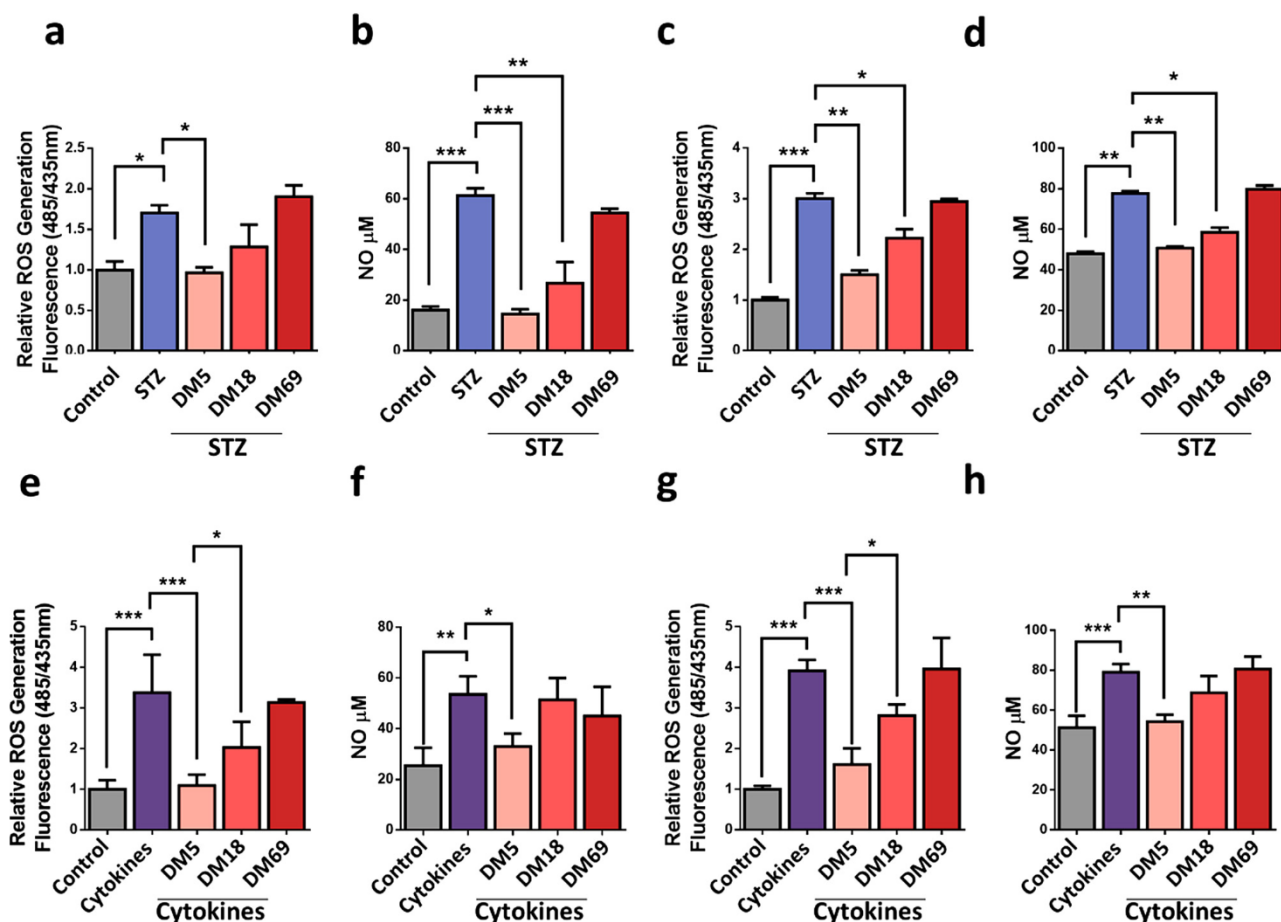 a
*
*
Relative ROS Generation
Fluorescence (485/435nm)
2.5
2.0
1.5
1.0
0.5
0.0
Control
STZ
DM5
DM18
DM69
STZ
b
**
***
***
NO μM
80
60
40
20
0
Control
STZ
DM5
DM18
DM69
STZ
c
*
**
***
Relative ROS Generation
Fluorescence (485/435nm)
4
3
2
1
0
Control
STZ
DM5
DM18
DM69
STZ
d
*
**
**
NO μM
100
80
60
40
20
0
Control
STZ
DM5
DM18
DM69
STZ
e
*
***
***
Relative ROS Generation
Fluorescence (485/435nm)
5
4
3
2
1
0
Control
Cytokines
DM5
DM18
DM69
Cytokines
f
*
**
NO μM
80
60
40
20
0
Control
Cytokines
DM5
DM18
DM69
Cytokines
g
*
***
***
Relative ROS Generation
Fluorescence (485/435nm)
5
4
3
2
1
0
Control
Cytokines
DM5
DM18
DM69
Cytokines
h
**
***
NO μM
100
80
60
40
20
0
Control
Cytokines
DM5
DM18
DM69
Cytokines